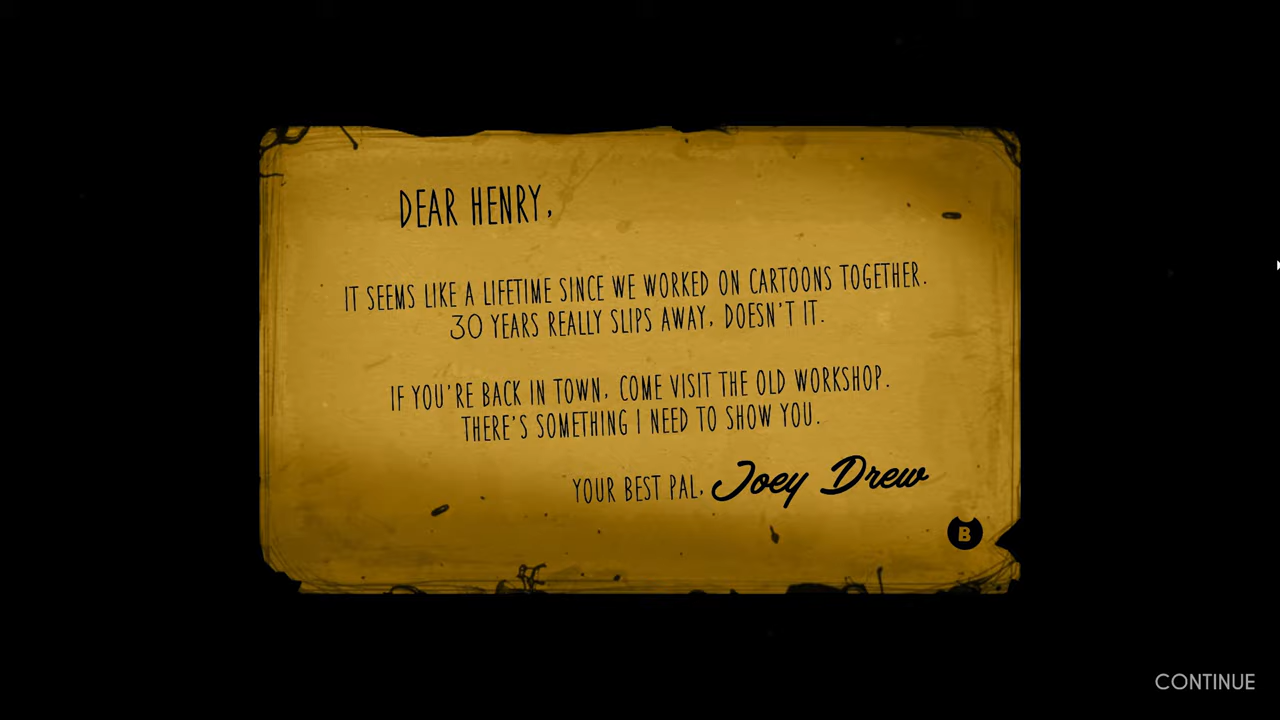 DEAR HENRY,
IT SEEMS LIKE A LIFETIME SINCE WE WORKED ON CARTOONS TOGETHER.
30 YEARS REALLY SLIPS AWAY, DOESN'T IT.
IF YOU'RE BACK IN TOWN, COME VISIT THE OLD WORKSHOP.
THERE'S SOMETHING I NEED TO SHOW YOU.
YOUR BEST PAL, Joey Drew
B
CONTINUE